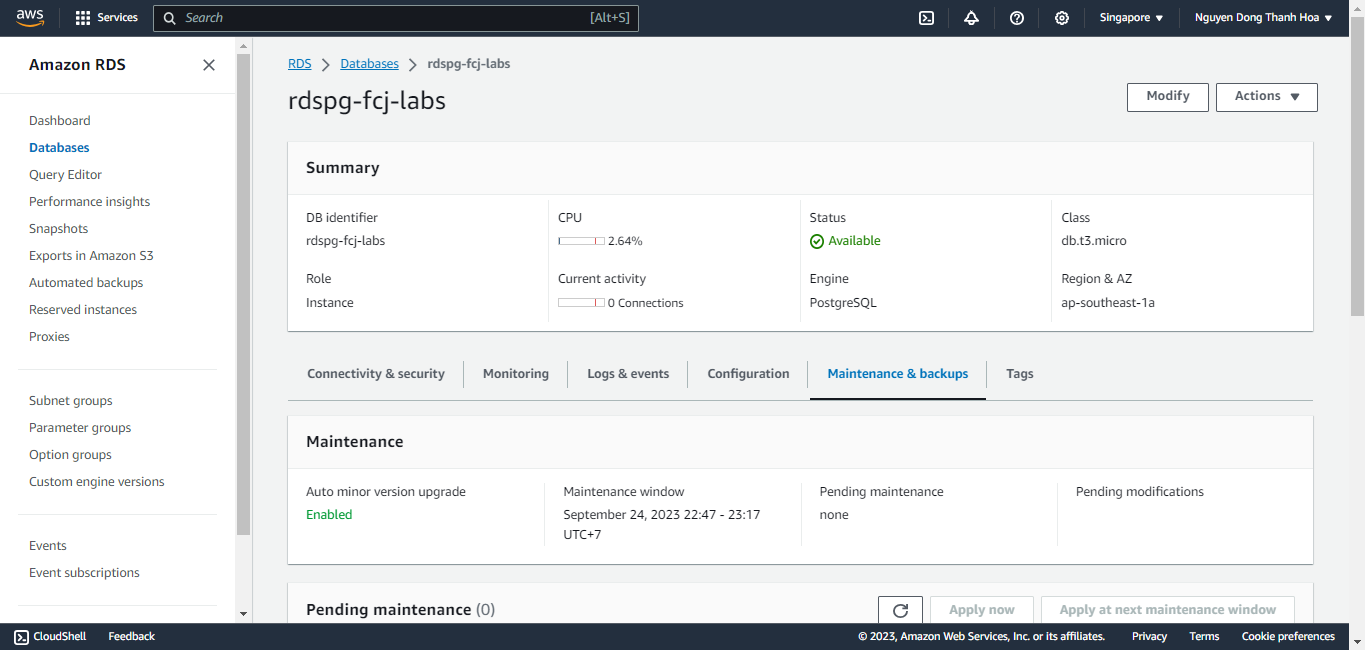 aws
Services
Search
[Alt+S]
Singapore ▼
Nguyen Dong Thanh Hoa ▼
Amazon RDS
Dashboard
Databases
Query Editor
Performance insights
Snapshots
Exports in Amazon S3
Automated backups
Reserved instances
Proxies
Subnet groups
Parameter groups
Option groups
Custom engine versions
Events
Event subscriptions
RDS > Databases > rdspg-fcj-labs
rdspg-fcj-labs
Modify
Actions ▼
Summary
DB identifier
rdspg-fcj-labs
CPU
2.64%
Status
Available
Class
db.t3.micro
Role
Instance
Current activity
0 Connections
Engine
PostgreSQL
Region & AZ
ap-southeast-1a
Connectivity & security
Monitoring
Logs & events
Configuration
Maintenance & backups
Tags
Maintenance
Auto minor version upgrade
Enabled
Maintenance window
September 24, 2023 22:47 - 23:17
UTC+7
Pending maintenance
none
Pending modifications
Pending maintenance (0)
Apply now
Apply at next maintenance window
CloudShell
Feedback
© 2023, Amazon Web Services, Inc. or its affiliates.
Privacy
Terms
Cookie preferences